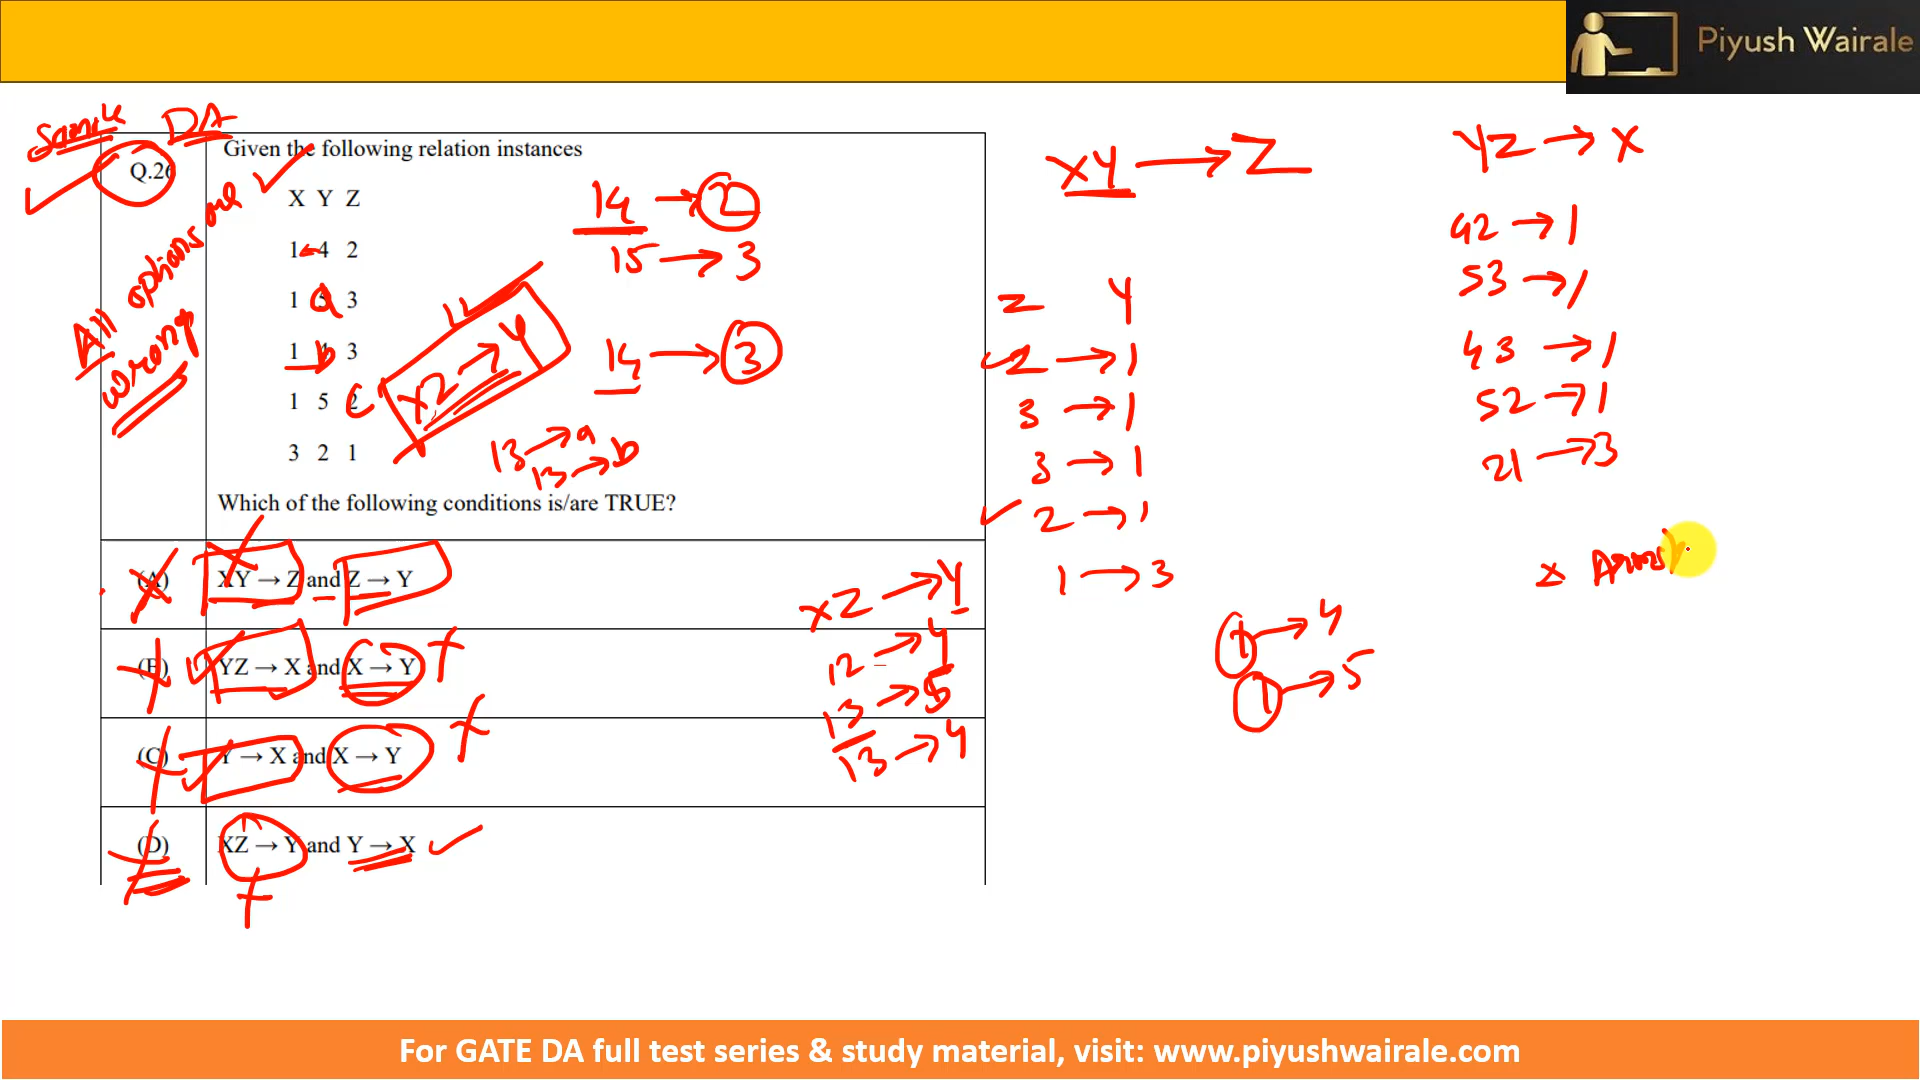 Piyush Wairale
Sample DA
Q.26
Given the following relation instances
X Y Z
1 4 2
1 5 3
1 4 3
1 5 2
3 2 1
Which of the following conditions is/are TRUE?
(A) XY → Z and Z → Y
(B) YZ → X and X → Y
(C) Y → X and X → Y
(D) XZ → Y and Y → X
All options are wrong
a
b
c
14 → 2
15 → 3
14 → 3
XZ → Y
13 → a
13 → b
XY → Z
Z Y
2 → 1
3 → 1
3 → 1
2 → 1
1 → 3
XZ → Y
12 → 4
13 → 5
13 → 4
1 → 4
1 → 5
YZ → X
42 → 1
53 → 1
43 → 1
52 → 1
21 → 3
For GATE DA full test series & study material, visit: www.piyushwairale.com